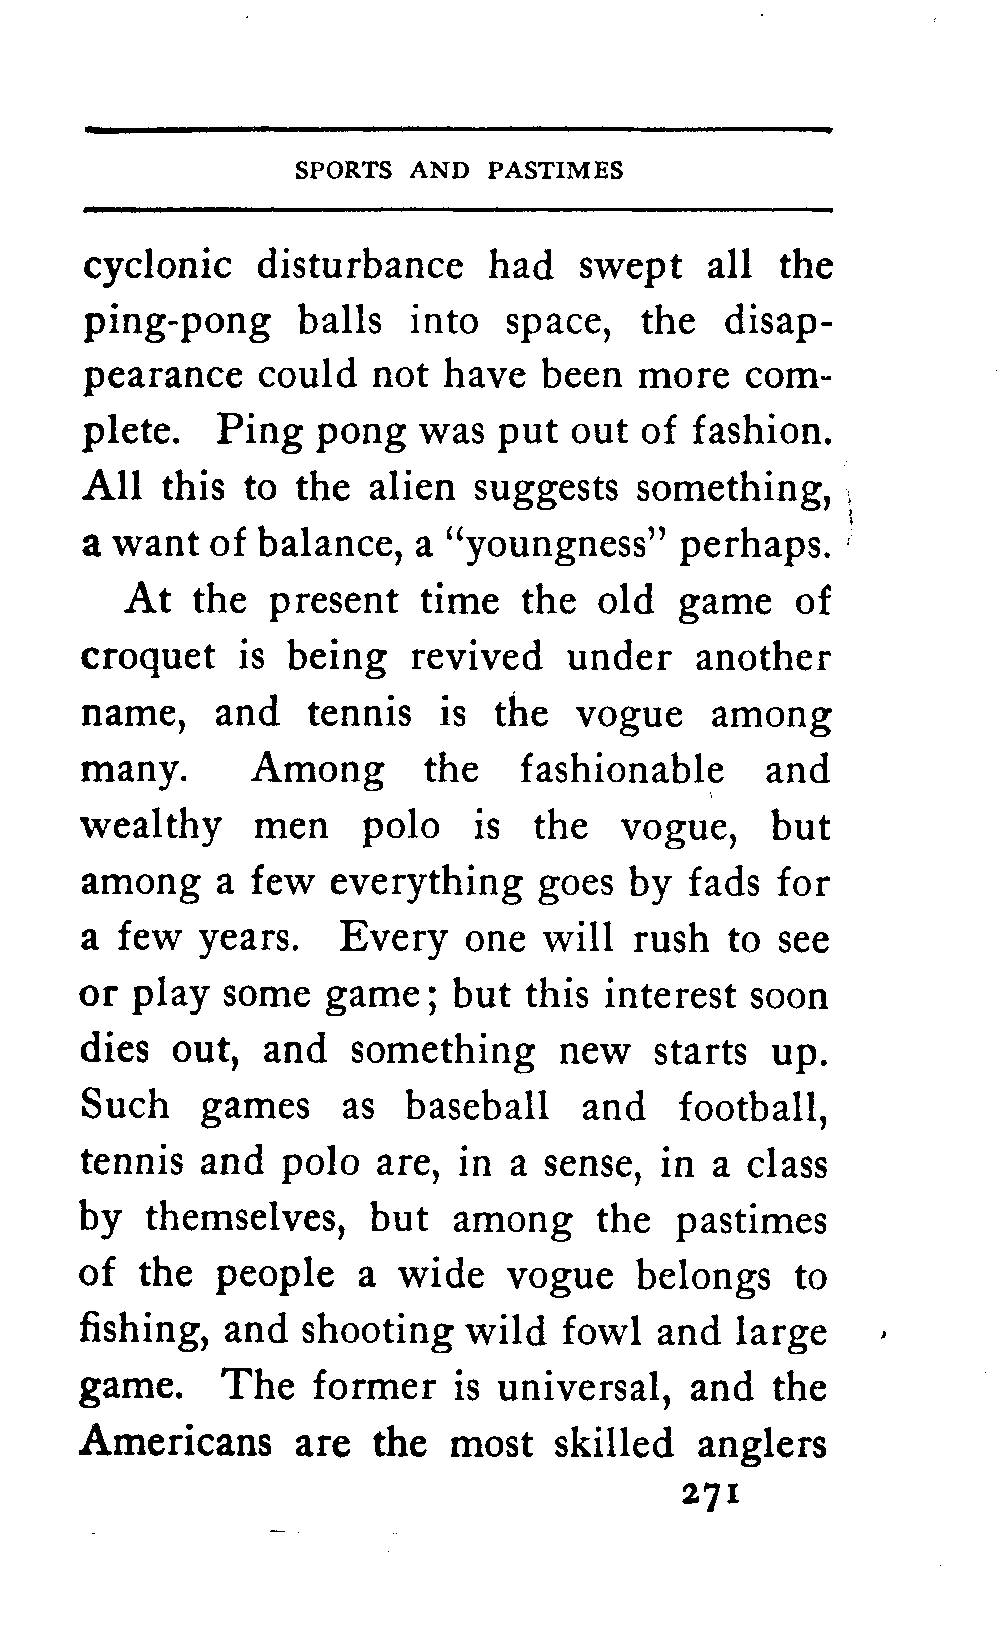 SPORTS AND PASTIMES
cyclonic disturbance had swept all the
ping-pong balls into space, the disap-
pearance could not have been more com-
plete. Ping pong was put out of fashion.
All this to the alien suggests something,
a want of balance, a "youngness" perhaps.
At the present time the old game of
croquet is being revived under another
name, and tennis is the vogue among
many. Among the fashionable and
wealthy men polo is the vogue, but
among a few everything goes by fads for
a few years. Every one will rush to see
or play some game; but this interest soon
dies out, and something new starts up.
Such games as baseball and football,
tennis and polo are, in a sense, in a class
by themselves, but among the pastimes
of the people a wide vogue belongs to
fishing, and shooting wild fowl and large
game. The former is universal, and the
Americans are the most skilled anglers
271